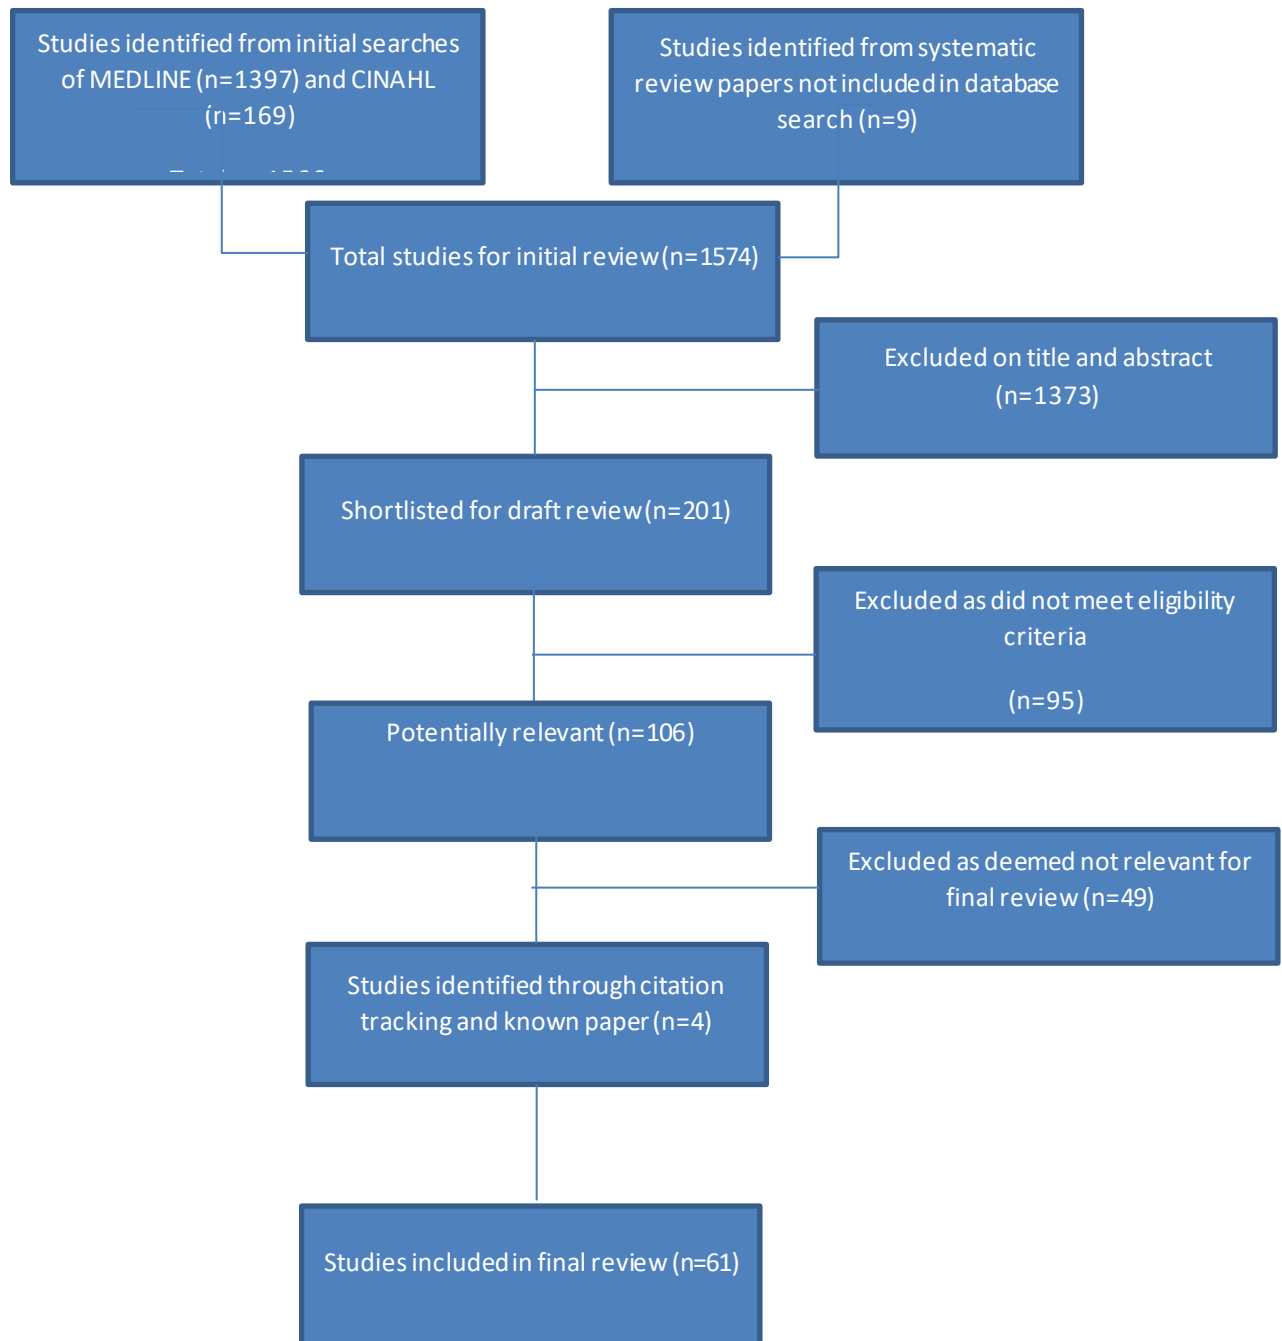 Studies identified from initial searches
of MEDLINE (n=1397) and CINAHL
(n=169)
Studies identified from systematic
review papers not included in database
search (n=9)
Total studies for initial review (n=1574)
Excluded on title and abstract
(n=1373)
Shortlisted for draft review (n=201)
Excluded as did not meet eligibility
criteria
(n=95)
Potentially relevant (n=106)
Excluded as deemed not relevant for
final review (n=49)
Studies identified through citation
tracking and known paper (n=4)
Studies included in final review (n=61)